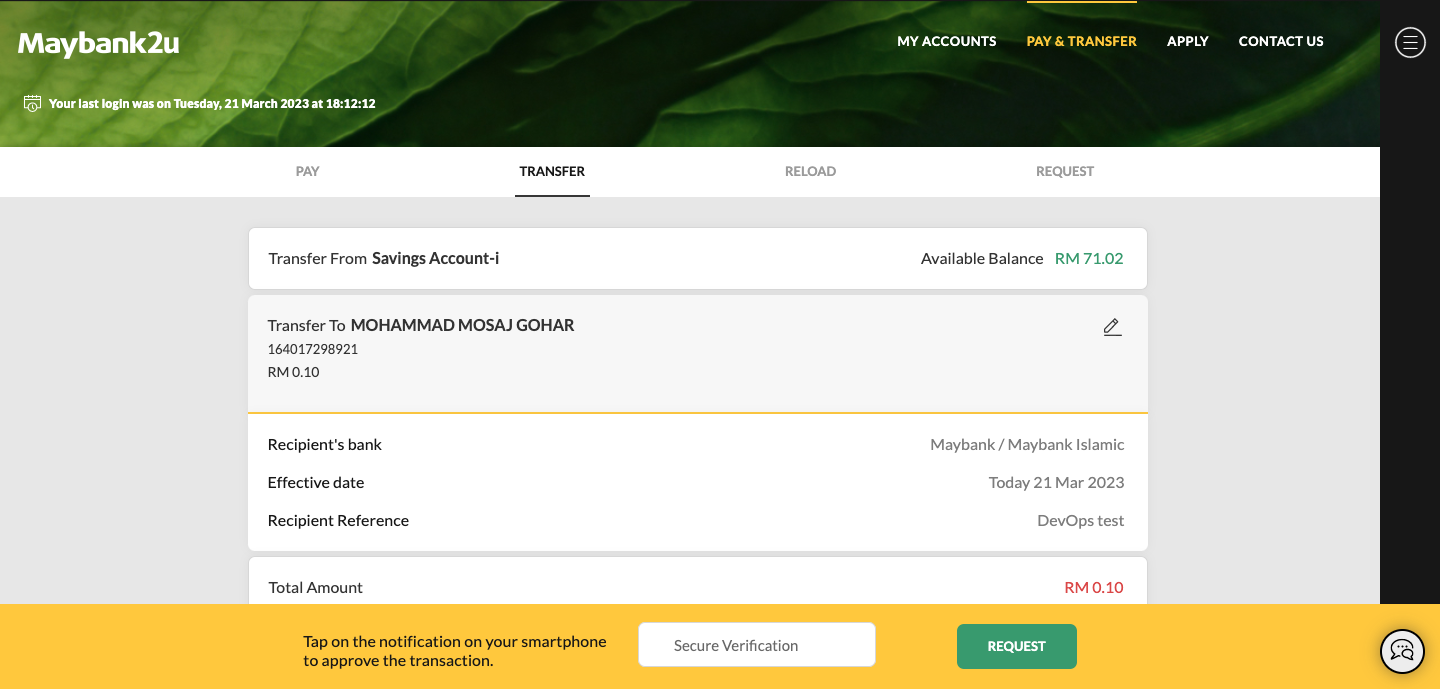 Maybank2u
MY ACCOUNTS PAY & TRANSFER APPLY CONTACT US
Your last login was on Tuesday, 21 March 2023 at 18:12:12
PAY TRANSFER RELOAD REQUEST
Transfer From Savings Account-i Available Balance RM 71.02
Transfer To MOHAMMAD MOSAJ GOHAR
164017298921
RM 0.10
Recipient's bank Maybank / Maybank Islamic
Effective date Today 21 Mar 2023
Recipient Reference DevOps test
Total Amount RM 0.10
Tap on the notification on your smartphone
to approve the transaction.
Secure Verification
REQUEST